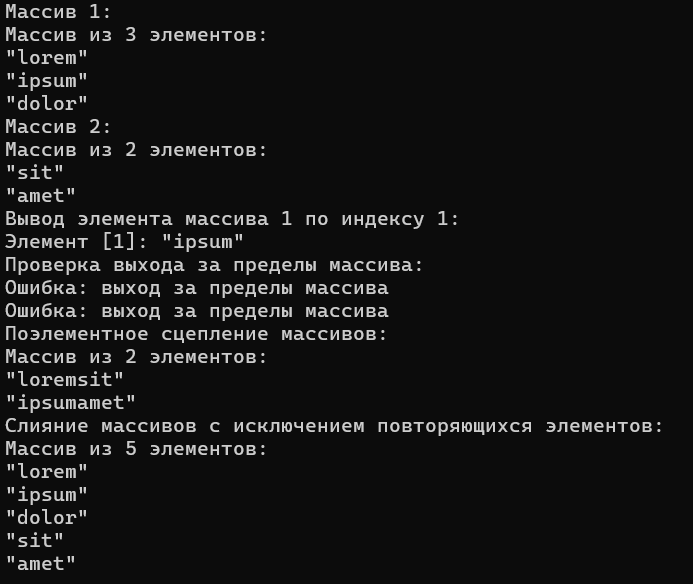 Массив 1:
Массив из 3 элементов:
"lorem"
"ipsum"
"dolor"
Массив 2:
Массив из 2 элементов:
"sit"
"amet"
Вывод элемента массива 1 по индексу 1:
Элемент [1]: "ipsum"
Проверка выхода за пределы массива:
Ошибка: выход за пределы массива
Ошибка: выход за пределы массива
Поэлементное сцепление массивов:
Массив из 2 элементов:
"loremsit"
"ipsumamet"
Слияние массивов с исключением повторяющихся элементов:
Массив из 5 элементов:
"lorem"
"ipsum"
"dolor"
"sit"
"amet"